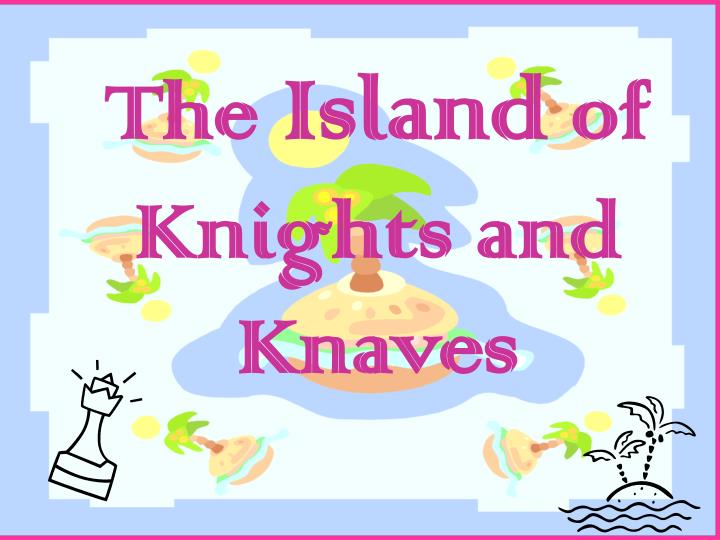 The Island of
Knights and
Knaves